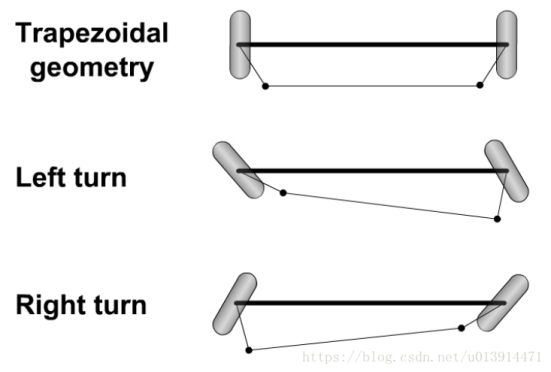 Trapezoidal
geometry
Left turn
Right turn
https://blog.csdn.net/u013914471